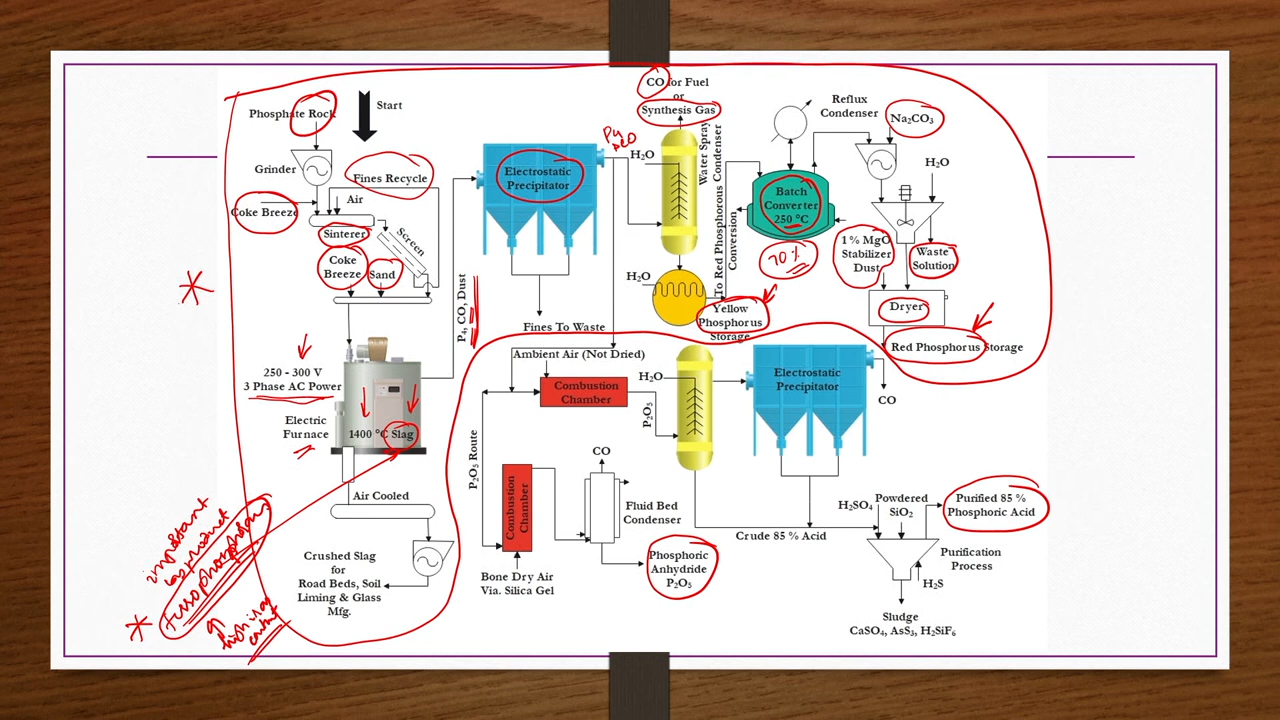 Phosphate Rock
Start
Grinder
Fines Recycle
Coke Breeze
Air
Sinterer
Screen
Coke
Breeze
Sand
250 - 300 V
3 Phase AC Power
Electric
Furnace
1400 °C Slag
Air Cooled
Crushed Slag
for
Road Beds, Soil
Liming & Glass
Mfg.
important
ferrophosphorus
P₄, CO, Dust
Electrostatic
Precipitator
Fines To Waste
P4
CO for Fuel
or
Synthesis Gas
H₂O
Water Spray
To Red Phosphorous Condenser
Conversion
H₂O
Yellow
Phosphorus
Storage
Reflux
Condenser
Na₂CO₃
Batch
Converter
250 °C
70 %
H₂O
1 % MgO
Stabilizer
Dust
Waste
Solution
Dryer
Red Phosphorus Storage
Ambient Air (Not Dried)
Combustion
Chamber
H₂O
P₂O₅
Electrostatic
Precipitator
CO
P₂O₅ Route
Combustion
Chamber
CO
Fluid Bed
Condenser
Bone Dry Air
Via. Silica Gel
Phosphoric
Anhydride
P₂O₅
Crude 85 % Acid
H₂SO₄
Powdered
SiO₂
Purified 85 %
Phosphoric Acid
Purification
Process
H₂S
Sludge
CaSO₄, AsS₃, H₂SiF₆